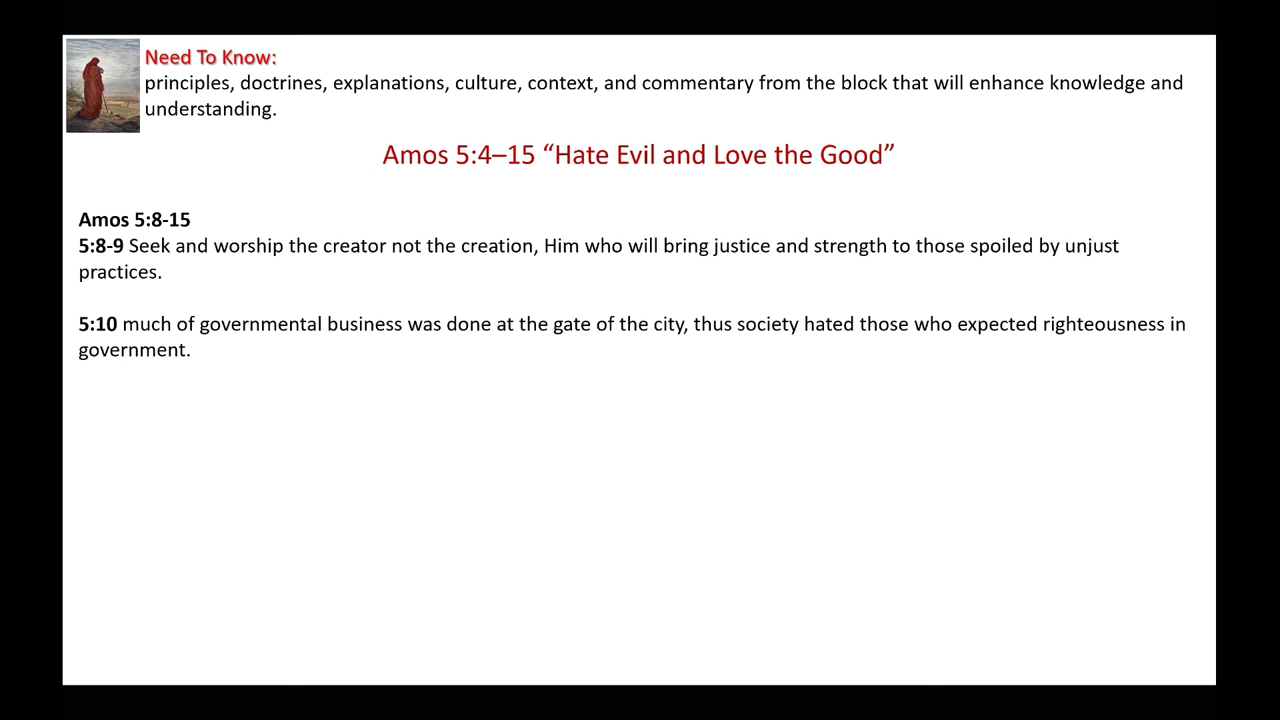 Need To Know:
principles, doctrines, explanations, culture, context, and commentary from the block that will enhance knowledge and
understanding.
Amos 5:4–15 “Hate Evil and Love the Good”
Amos 5:8-15
5:8-9 Seek and worship the creator not the creation, Him who will bring justice and strength to those spoiled by unjust
practices.
5:10 much of governmental business was done at the gate of the city, thus society hated those who expected righteousness in
government.